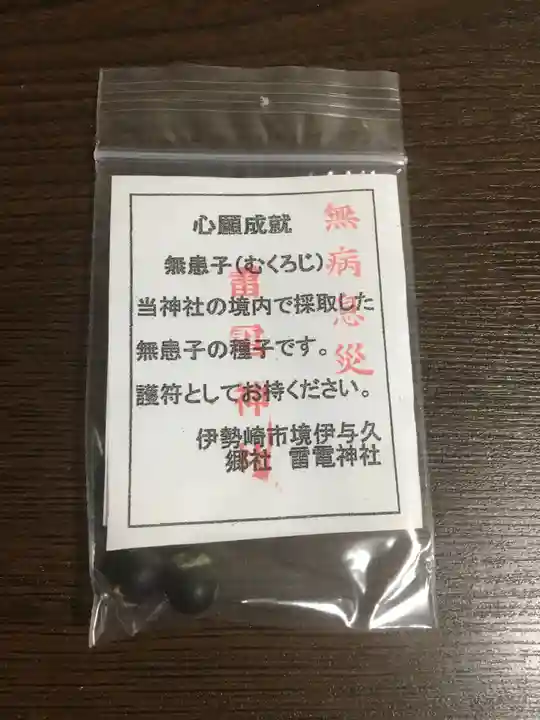 心願成就
無患子(むくろじ)
当神社の境内で採取した
無患子の種子です。
護符としてお持ください。
伊勢崎市境伊与久
郷社 雷電神社
無病息災
雷電神社